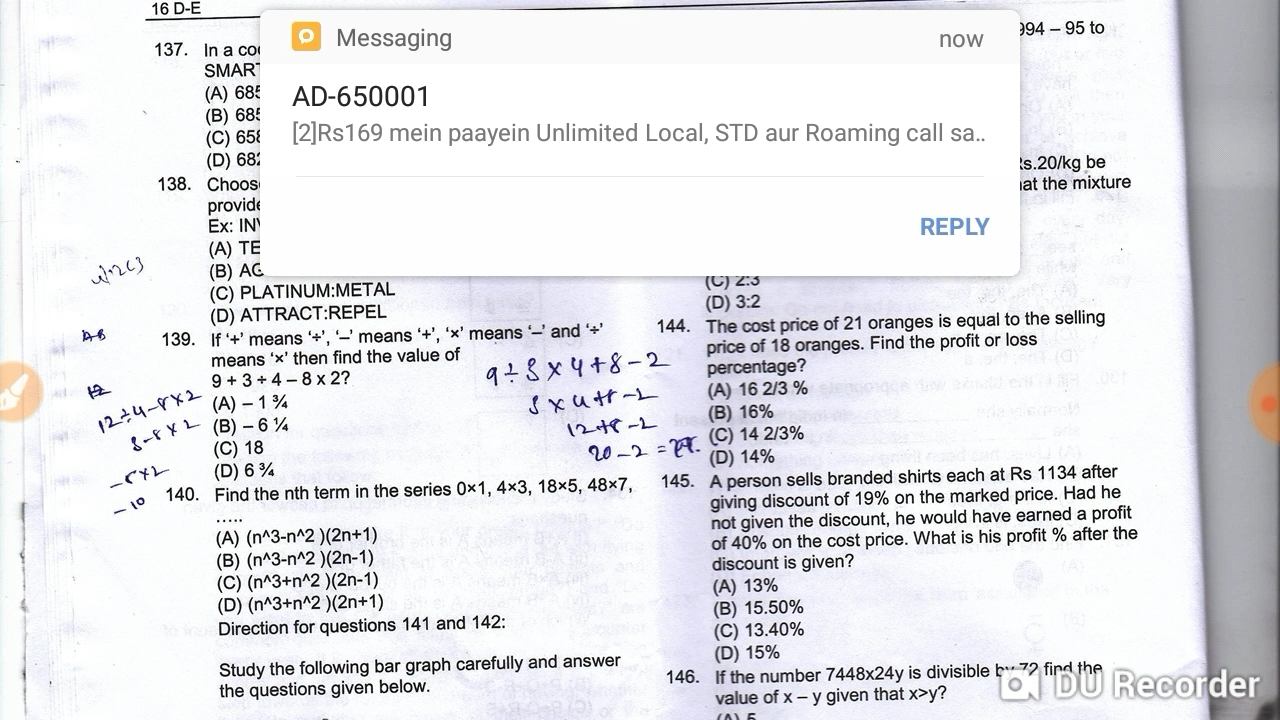 16 D-E
Messaging
now
AD-650001
[2]Rs169 mein paayein Unlimited Local, STD aur Roaming call sa..
REPLY
137. In a
SMAR
(A) 685
(B) 685
(C) 658
(D) 682
138. Choos
provide
Ex: IN
(A) TE
(B) AG
(C) PLATINUM:METAL
(D) ATTRACT:REPEL
139. If ‘+’ means ‘÷’, ‘–’ means ‘+’, ‘×’ means ‘–’ and ‘÷’
means ‘×’ then find the value of
9 + 3 ÷ 4 – 8 x 2?
(A) – 1 ¾
(B) – 6 ¼
(C) 18
(D) 6 ¾
12÷4-8×2
3-8×2
-5×2
-10
9÷3×4+8-2
3×4+8-2
12+8-2
20-2=
140. Find the nth term in the series 0×1, 4×3, 18×5, 48×7,
.....
(A) (n^3-n^2 )(2n+1)
(B) (n^3-n^2 )(2n-1)
(C) (n^3+n^2 )(2n-1)
(D) (n^3+n^2 )(2n+1)
Direction for questions 141 and 142:
Study the following bar graph carefully and answer
the questions given below.
994 – 95 to
Rs.20/kg be
at the mixture
(C) 2:3
(D) 3:2
144. The cost price of 21 oranges is equal to the selling
price of 18 oranges. Find the profit or loss
percentage?
(A) 16 2/3 %
(B) 16%
(C) 14 2/3%
(D) 14%
145. A person sells branded shirts each at Rs 1134 after
giving discount of 19% on the marked price. Had he
not given the discount, he would have earned a profit
of 40% on the cost price. What is his profit % after the
discount is given?
(A) 13%
(B) 15.50%
(C) 13.40%
(D) 15%
146. If the number 7448x24y is divisible by 72 find the
value of x – y given that x>y?
(A) 5
DU Recorder